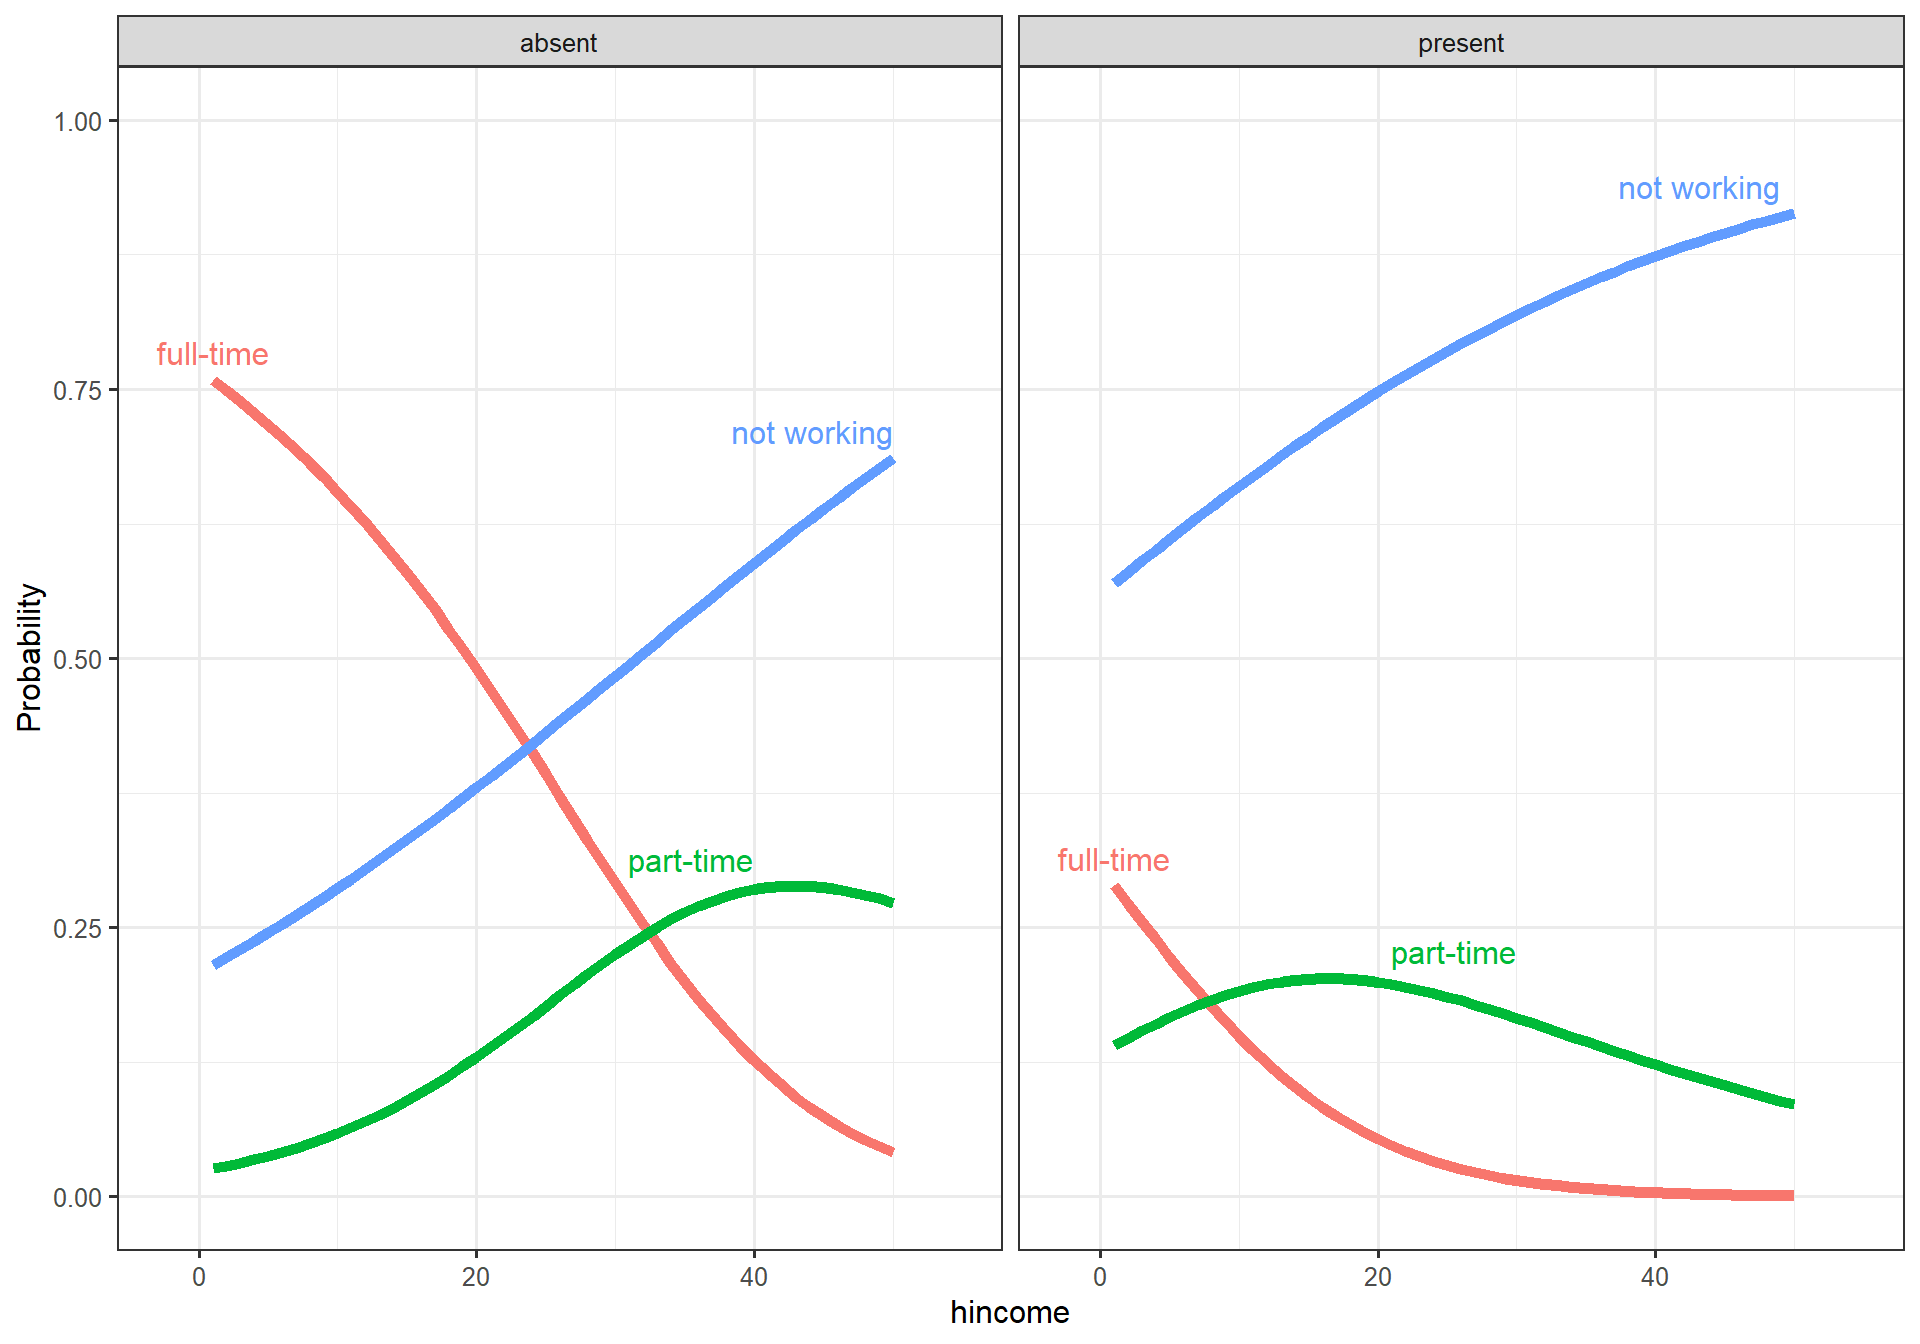 absent
present
Probability
1.00
0.75
0.50
0.25
0.00
full-time
not working
part-time
not working
full-time
part-time
0
20
40
0
20
40
hincome